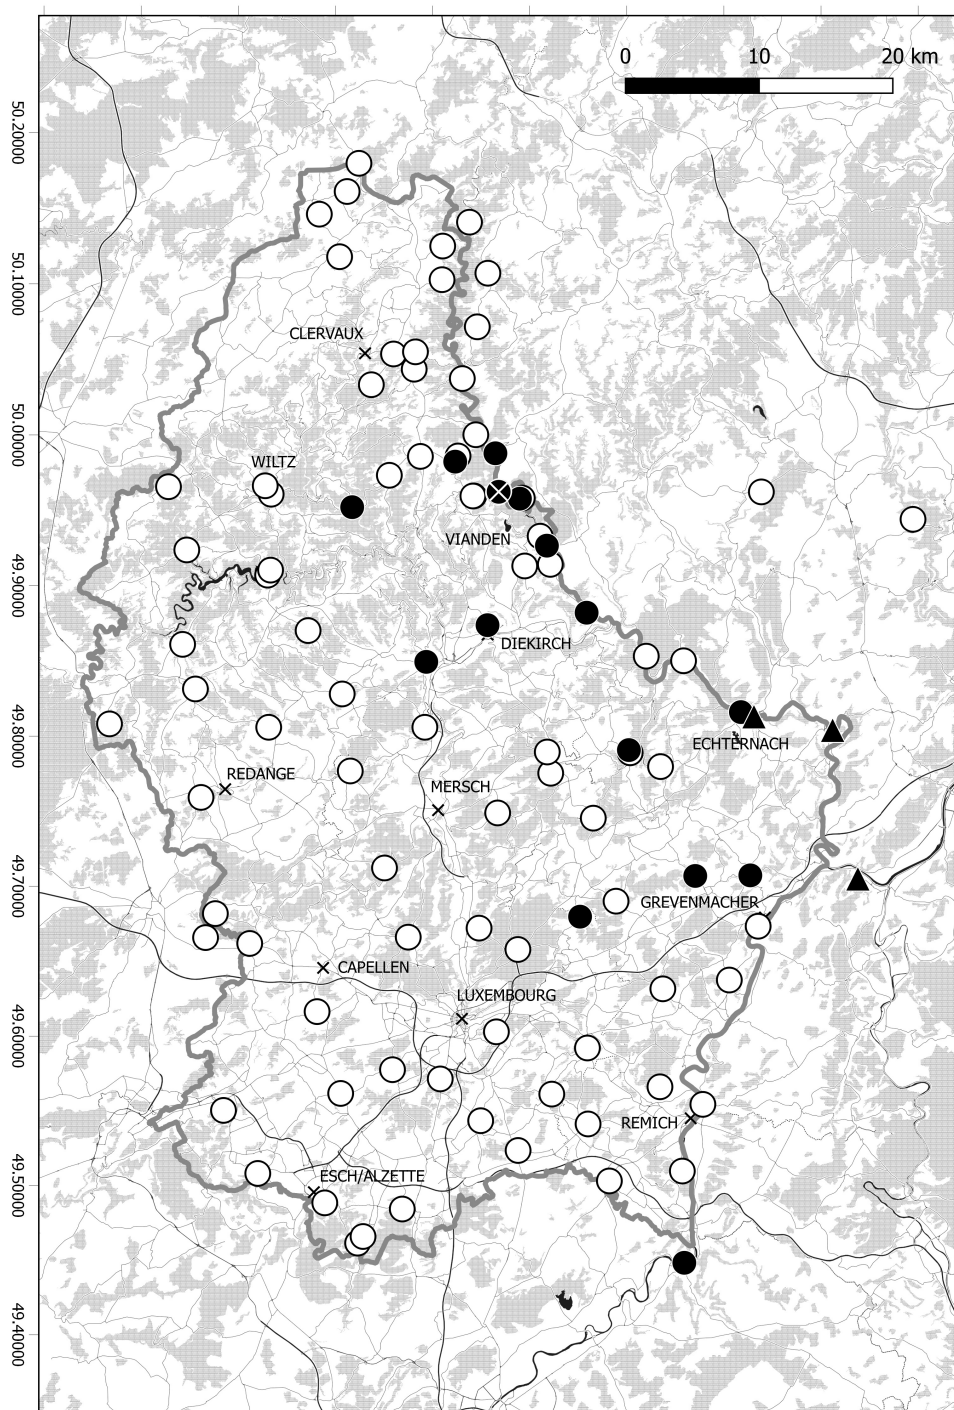 0 10 20 km
50.20000
50.10000
CLERVAUX
50.00000
WILTZ
VIANDEN
49.90000
DIEKIRCH
49.80000
ECHTERNACH
REDANGE
MERSCH
49.70000
GREVENMACHER
CAPELLEN
LUXEMBOURG
49.60000
REMICH
ESCH/ALZETTE
49.50000
49.40000